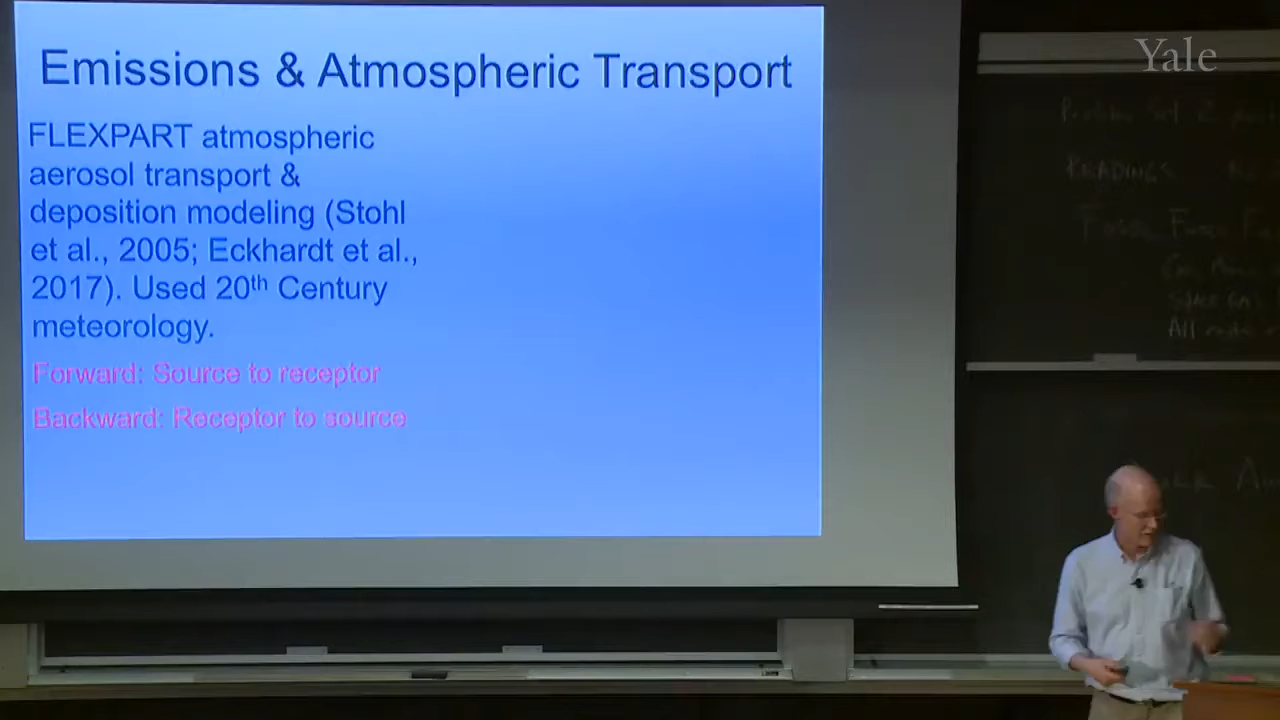 Emissions & Atmospheric Transport
FLEXPART atmospheric
aerosol transport &
deposition modeling (Stohl
et al., 2005; Eckhardt et al.,
2017). Used 20th Century
meteorology.
Forward: Source to receptor
Backward: Receptor to source
Yale
READINGS